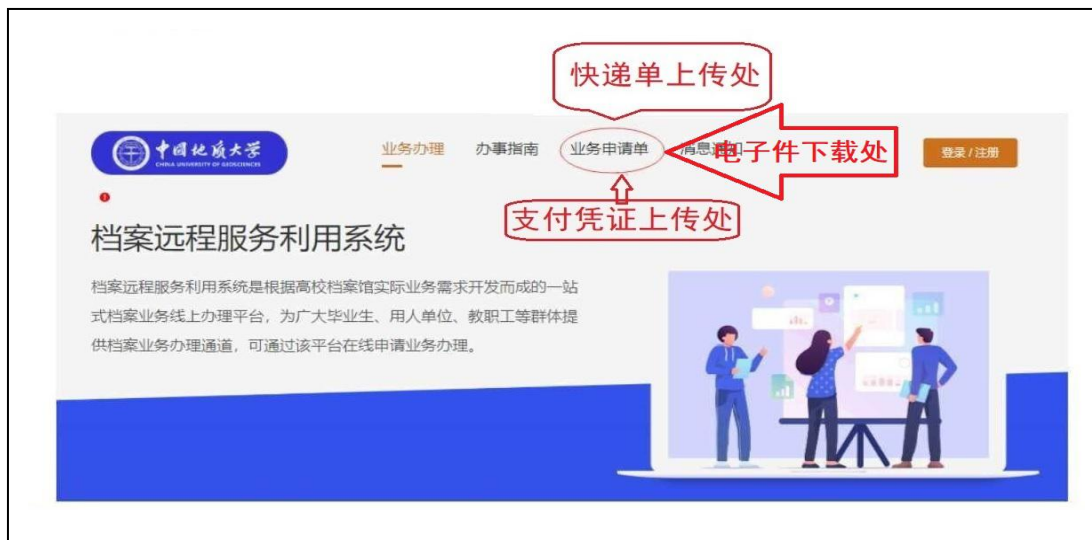 快递单上传处
中国地质大学
CHINA UNIVERSITY OF GEOSCIENCES
业务办理 办事指南 业务申请单 消息通知
电子件下载处
登录/注册
支付凭证上传处
档案远程服务利用系统
档案远程服务利用系统是根据高校档案馆实际业务需求开发而成的一站
式档案业务线上办理平台，为广大毕业生、用人单位、教职工等群体提
供档案业务办理通道，可通过该平台在线申请业务办理。